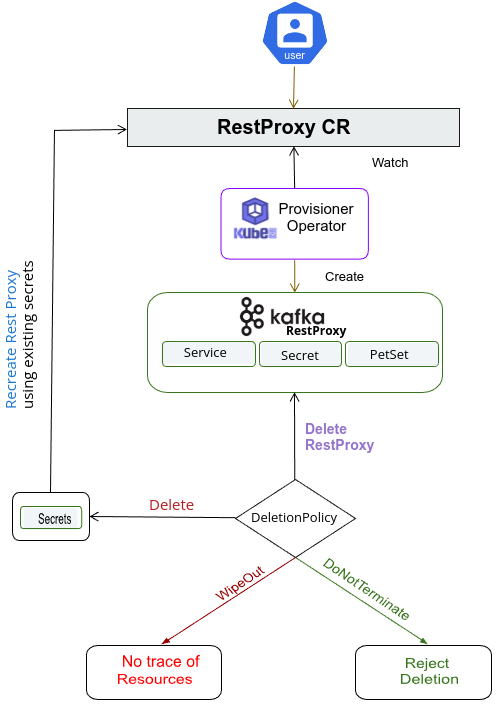 user
RestProxy CR
Watch
Provisioner
Operator
Kube
Create
kafka
RestProxy
Service
Secret
PetSet
Recreate Rest Proxy
using existing secrets
Delete
RestProxy
DeletionPolicy
Delete
Secrets
WipeOut
DoNotTerminate
No trace of
Resources
Reject
Deletion